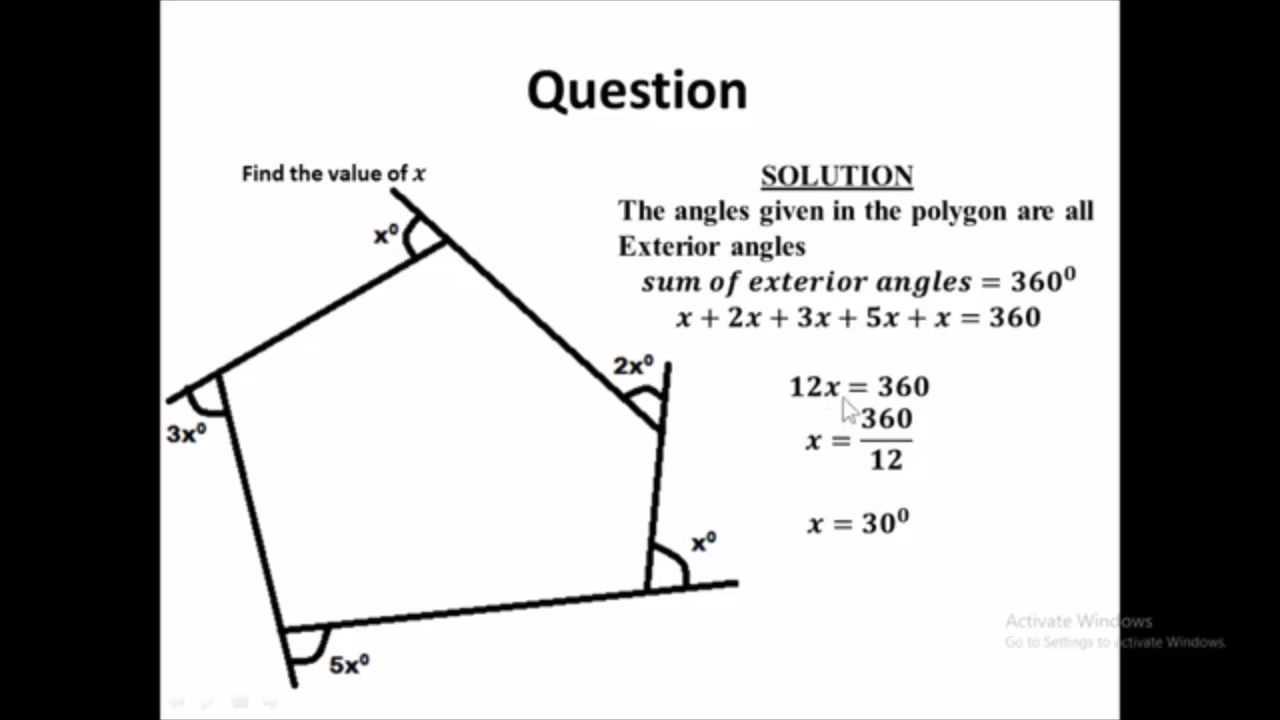 Question
Find the value of x
SOLUTION
The angles given in the polygon are all
Exterior angles
sum of exterior angles = 360⁰
x + 2x + 3x + 5x + x = 360
12x = 360
x = 360/12
x = 30⁰
x⁰
2x⁰
3x⁰
x⁰
5x⁰
Activate Windows
Go to Settings to activate Windows.